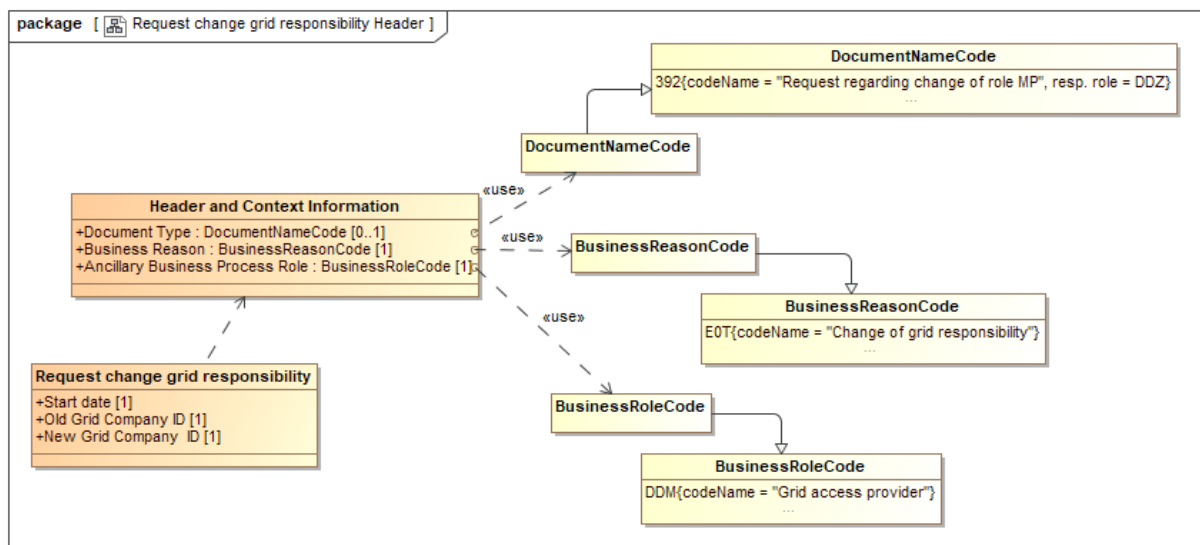 package [ Request change grid responsibility Header ]
DocumentNameCode
392{codeName = "Request regarding change of role MP", resp. role = DDZ}
...
DocumentNameCode
«use»
Header and Context Information
+Document Type : DocumentNameCode [0..1]
+Business Reason : BusinessReasonCode [1]
+Ancillary Business Process Role : BusinessRoleCode [1]
«use»
BusinessReasonCode
BusinessReasonCode
E0T{codeName = "Change of grid responsibility"}
...
«use»
Request change grid responsibility
+Start date [1]
+Old Grid Company ID [1]
+New Grid Company  ID [1]
BusinessRoleCode
BusinessRoleCode
DDM{codeName = "Grid access provider"}
...